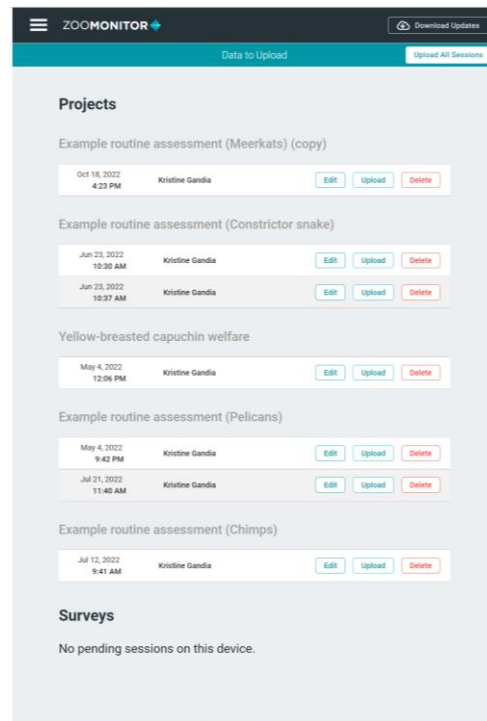 ZOOMONITOR
Download Updates
Data to Upload
Upload All Sessions
Projects
Example routine assessment (Meerkats) (copy)
Oct 18, 2022
4:23 PM
Kristine Gandia
Edit
Upload
Delete
Example routine assessment (Constrictor snake)
Jun 23, 2022
10:30 AM
Kristine Gandia
Edit
Upload
Delete
Jun 23, 2022
10:37 AM
Kristine Gandia
Edit
Upload
Delete
Yellow-breasted capuchin welfare
May 4, 2022
12:06 PM
Kristine Gandia
Edit
Upload
Delete
Example routine assessment (Pelicans)
May 4, 2022
9:42 PM
Kristine Gandia
Edit
Upload
Delete
Jul 21, 2022
11:40 AM
Kristine Gandia
Edit
Upload
Delete
Example routine assessment (Chimps)
Jul 12, 2022
9:41 AM
Kristine Gandia
Edit
Upload
Delete
Surveys
No pending sessions on this device.